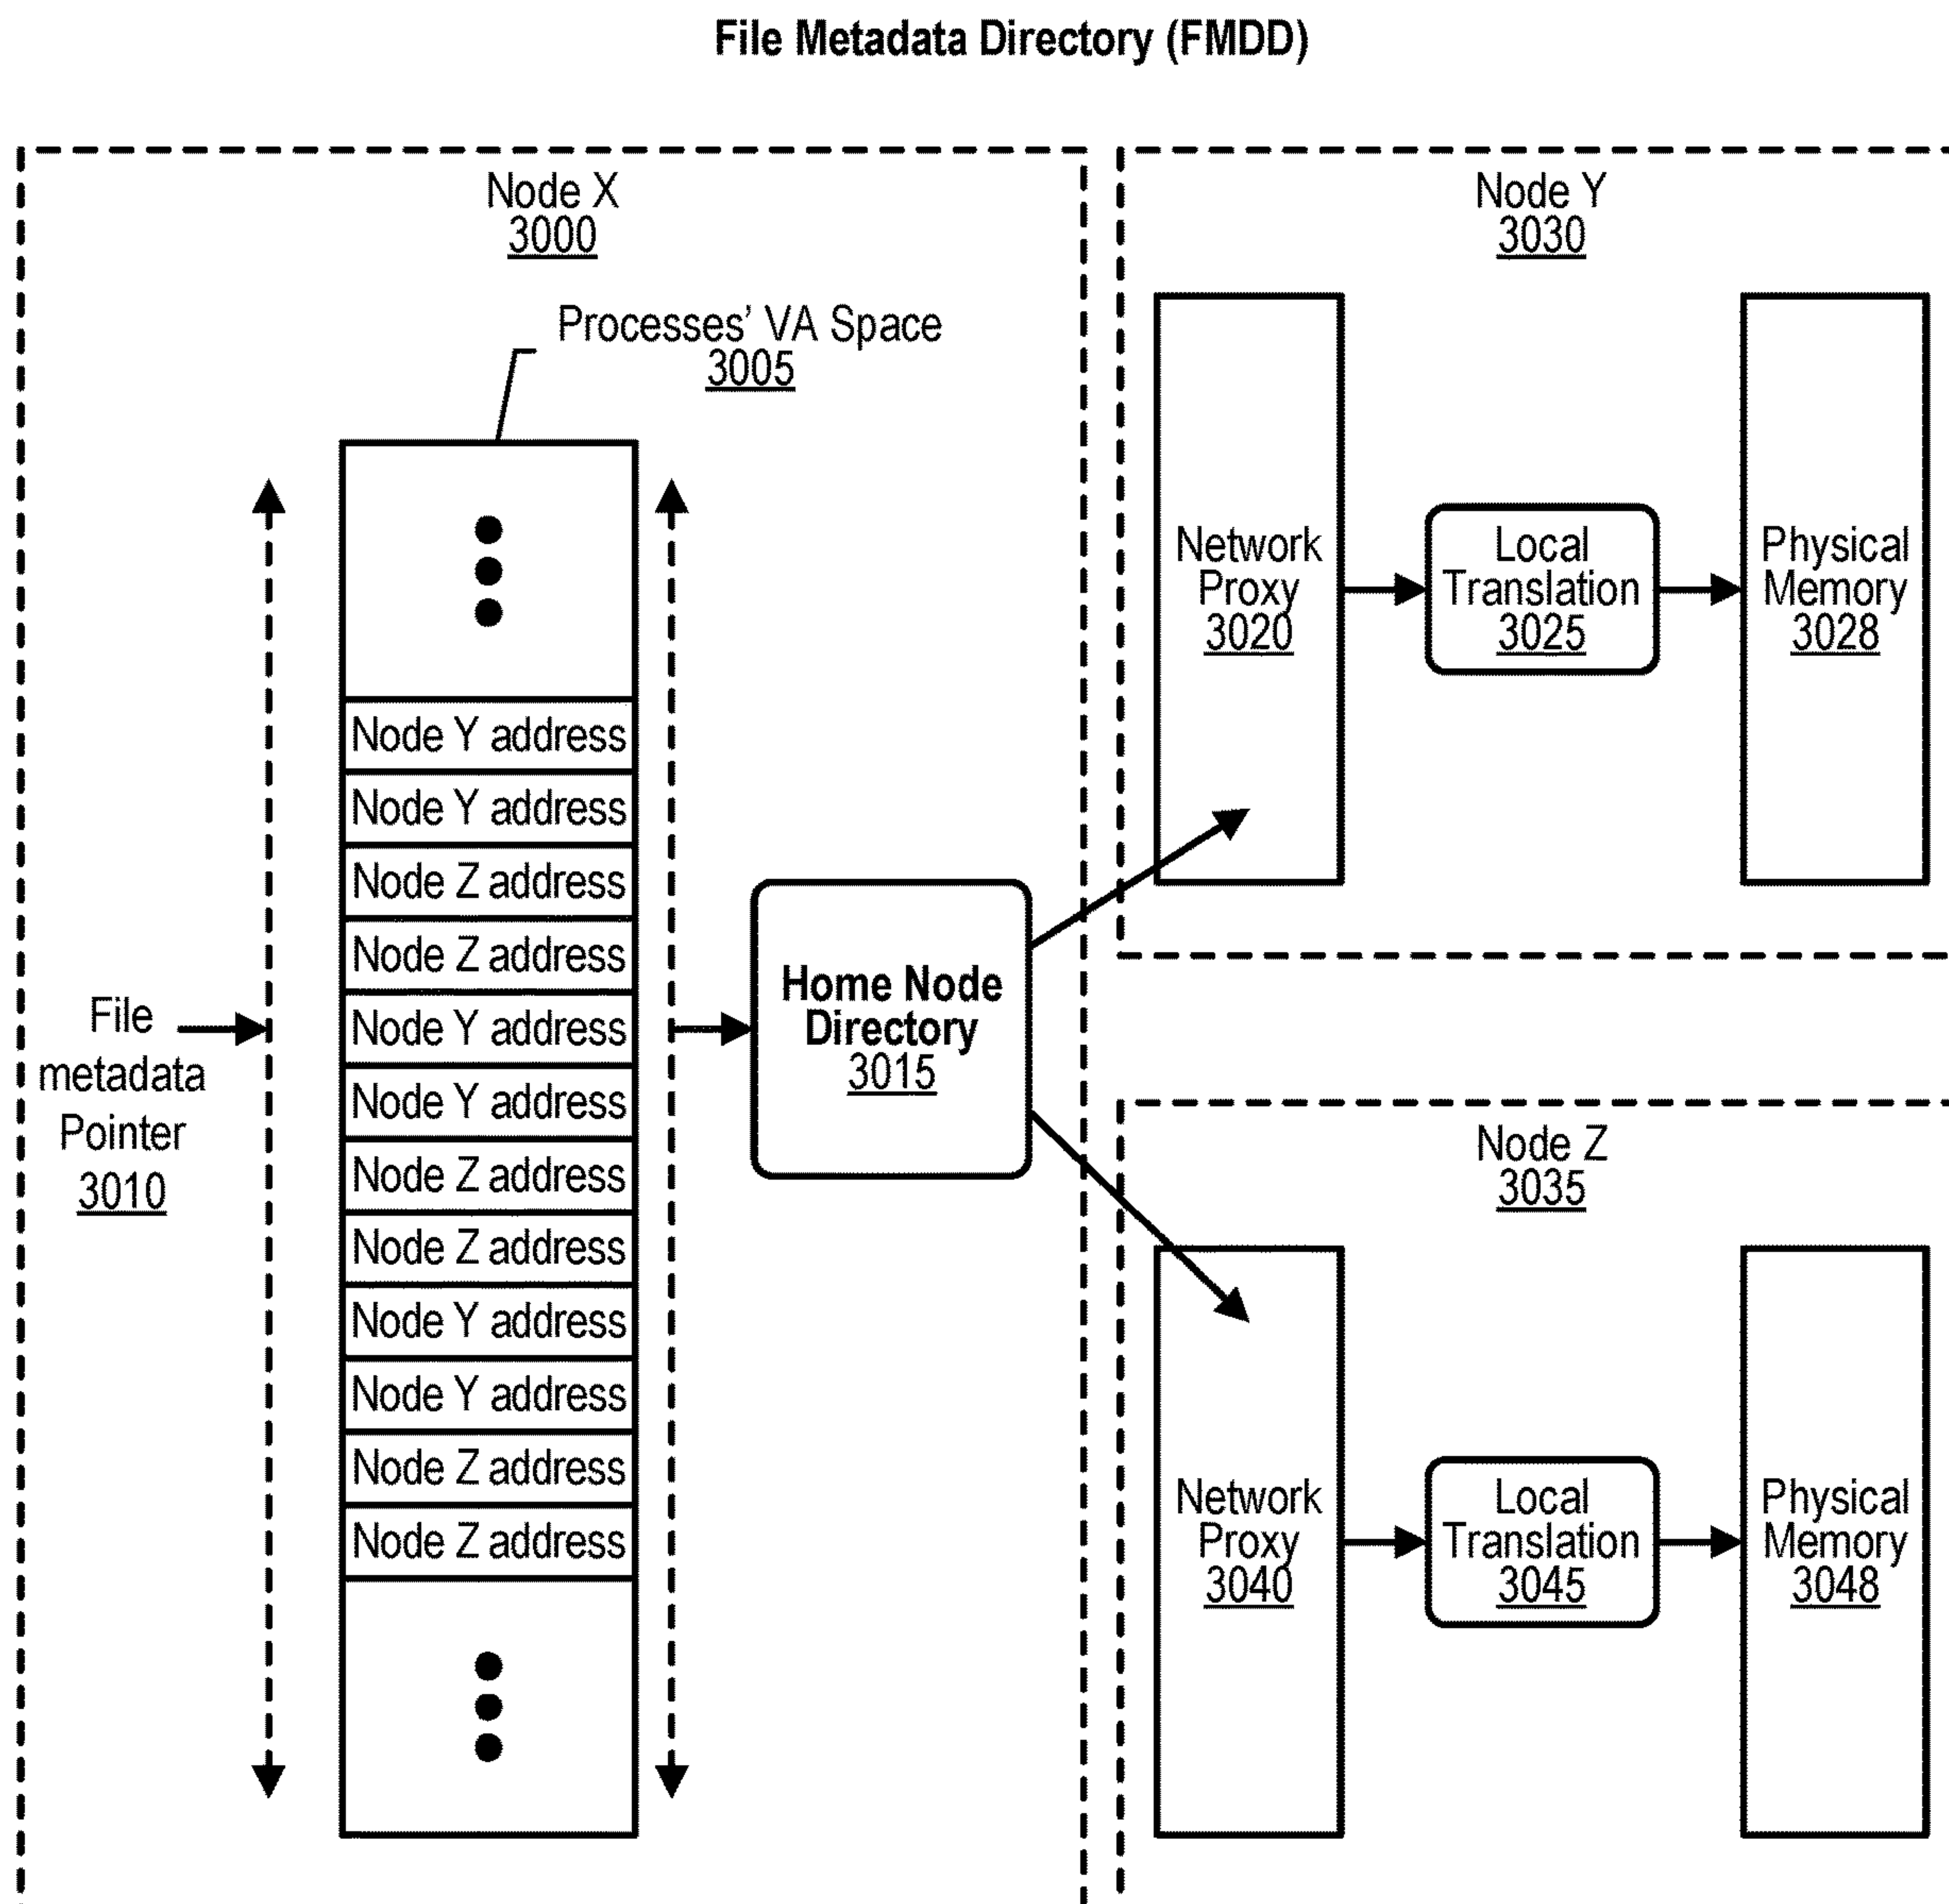 File Metadata Directory (FMDD)
Node X
3000
Processes' VA Space
3005
Node Y address
Node Y address
Node Z address
Node Z address
Node Y address
Node Y address
Node Z address
Node Z address
Node Y address
Node Y address
Node Z address
Node Z address
File
metadata
Pointer
3010
Home Node
Directory
3015
Node Y
3030
Network
Proxy
3020
Local
Translation
3025
Physical
Memory
3028
Node Z
3035
Network
Proxy
3040
Local
Translation
3045
Physical
Memory
3048